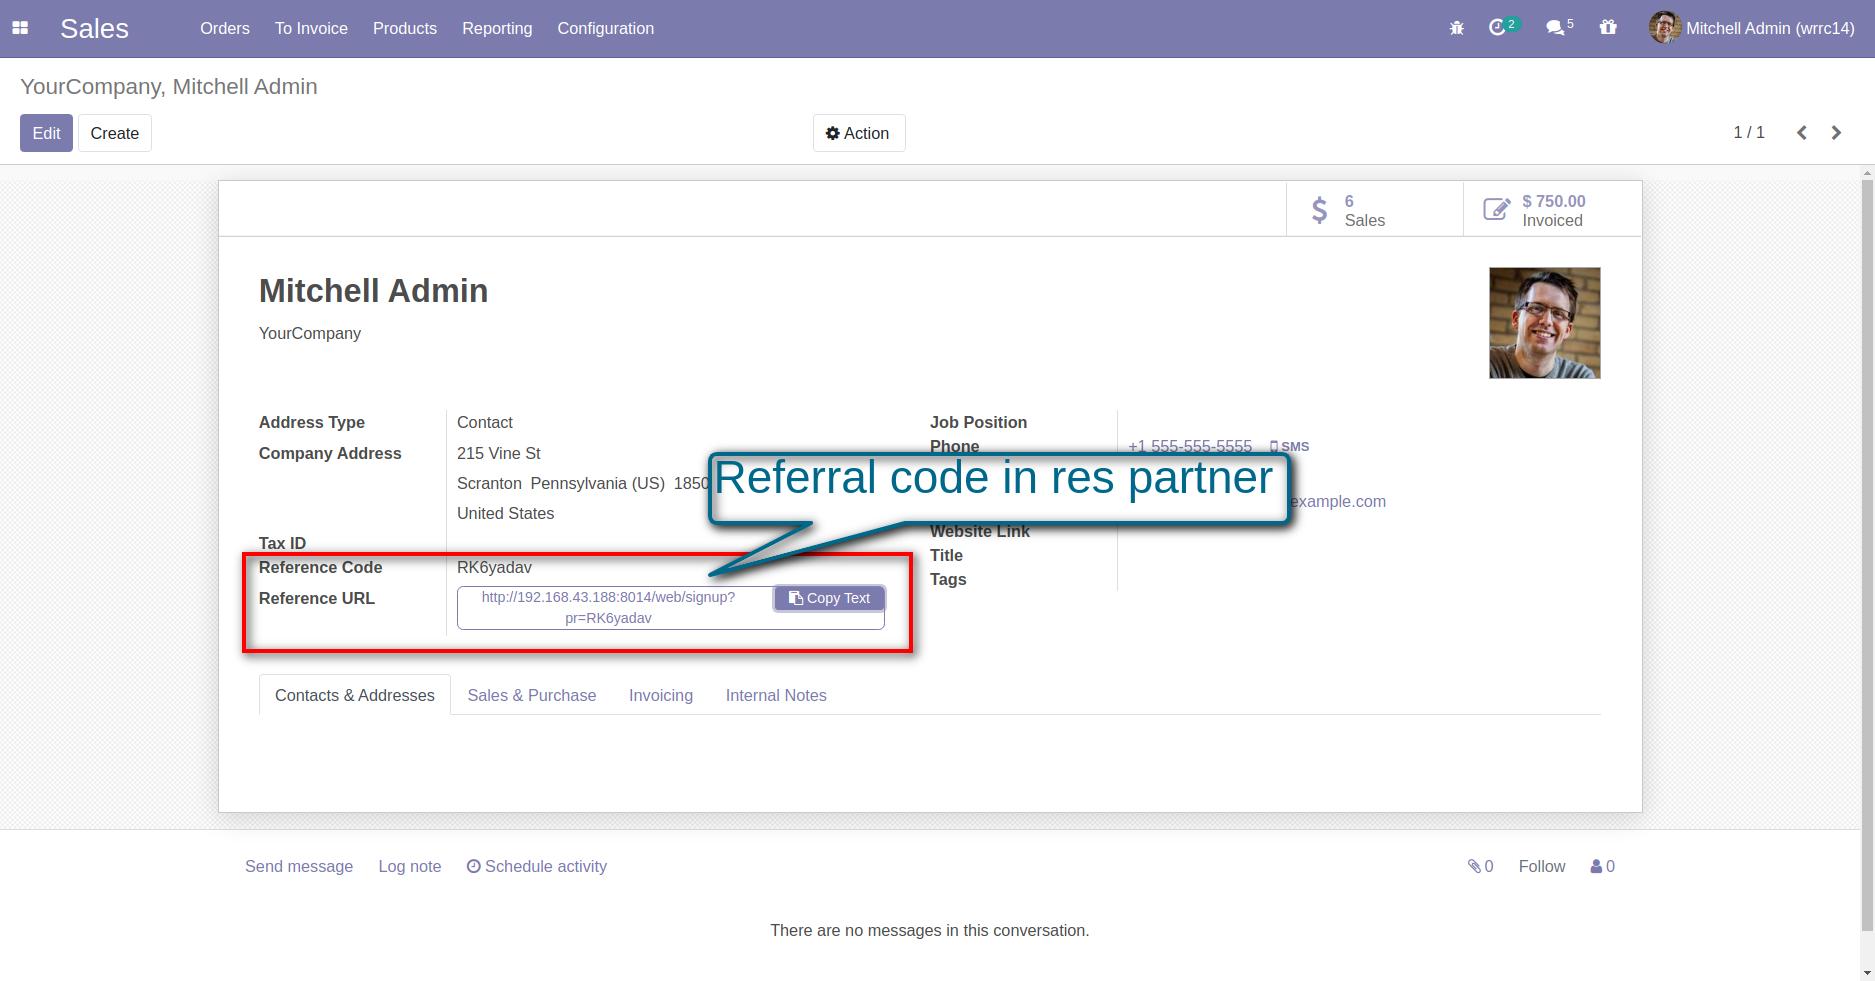 Sales Orders To Invoice Products Reporting Configuration 2 5 Mitchell Admin (wrrc14)
YourCompany, Mitchell Admin
Edit Create Action 1 / 1
6 Sales
$ 750.00 Invoiced
Mitchell Admin
YourCompany
Address Type Contact
Company Address 215 Vine St
Scranton Pennsylvania (US) 1850
United States
Tax ID
Reference Code RK6yadav
Reference URL http://192.168.43.188:8014/web/signup?
pr=RK6yadav
Copy Text
Job Position
Phone +1 555-555-5555 SMS
Referral code in res partner
example.com
Website Link
Title
Tags
Contacts & Addresses Sales & Purchase Invoicing Internal Notes
Send message Log note Schedule activity 0 Follow 0
There are no messages in this conversation.